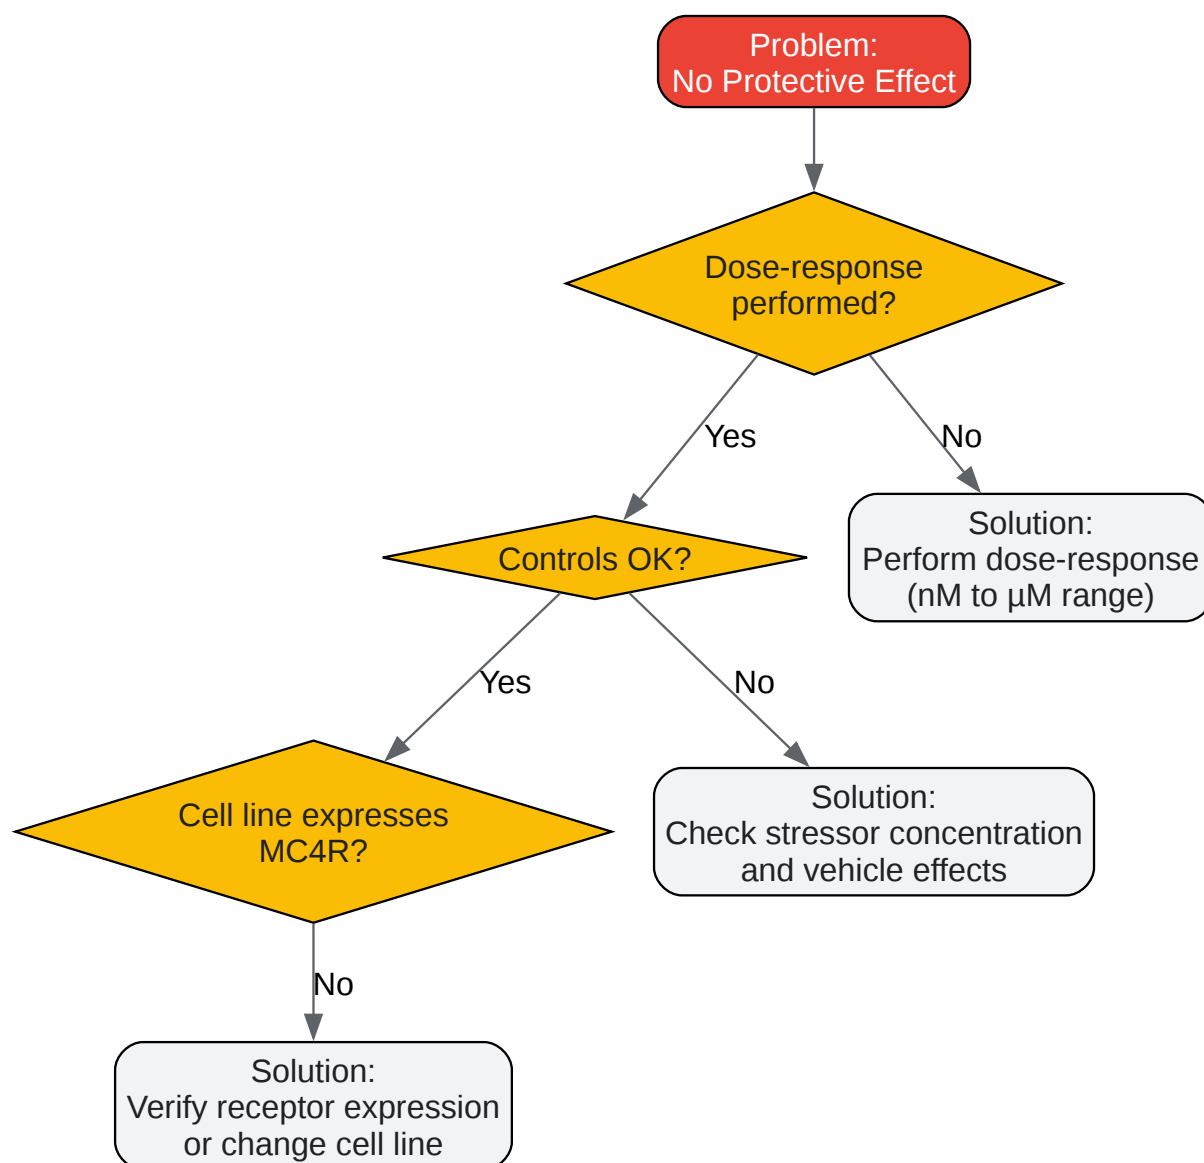 Problem:
No Protective Effect
Dose-response
performed?
Yes
No
Solution:
Perform dose-response
(nM to µM range)
Controls OK?
Yes
No
Solution:
Check stressor concentration
and vehicle effects
Cell line expresses
MC4R?
No
Solution:
Verify receptor expression
or change cell line